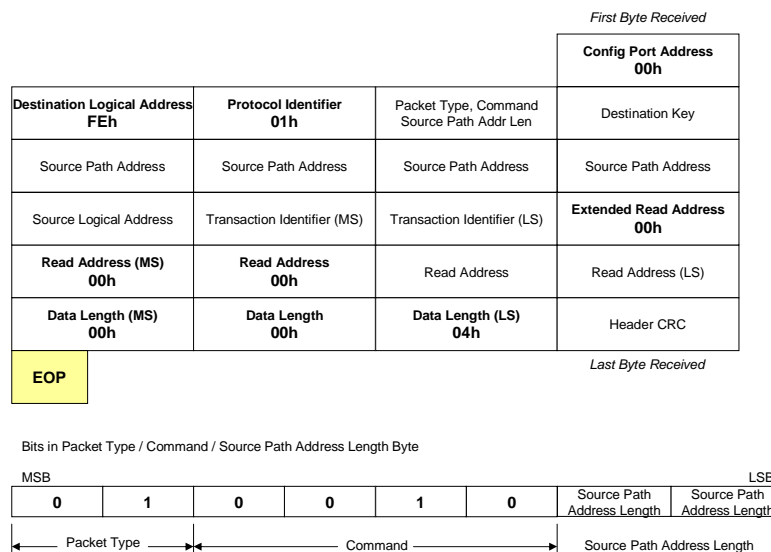 First Byte Received
Config Port Address
00h
Destination Logical Address
FEh
Protocol Identifier
01h
Packet Type, Command
Source Path Addr Len
Destination Key
Source Path Address
Source Path Address
Source Path Address
Source Path Address
Source Logical Address
Transaction Identifier (MS)
Transaction Identifier (LS)
Extended Read Address
00h
Read Address (MS)
00h
Read Address
00h
Read Address
Read Address (LS)
Data Length (MS)
00h
Data Length
00h
Data Length (LS)
04h
Header CRC
EOP
Last Byte Received
Bits in Packet Type / Command / Source Path Address Length Byte
MSB
LSB
0
1
0
0
1
0
Source Path
Address Length
Source Path
Address Length
Packet Type
Command
Source Path Address Length